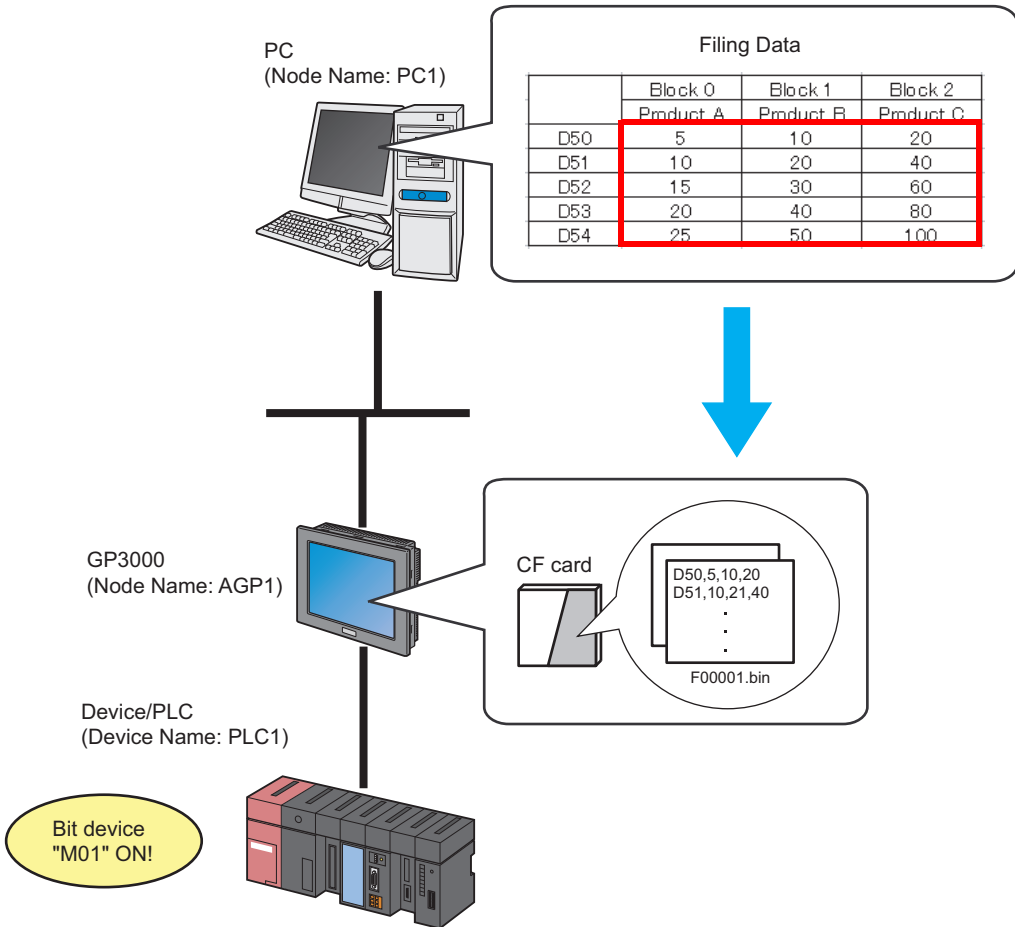 PC
(Node Name: PC1)
Filing Data
Block 0 Block 1 Block 2
Product A Product B Product C
D50 5 10 20
D51 10 20 40
D52 15 30 60
D53 20 40 80
D54 25 50 100
GP3000
(Node Name: AGP1)
CF card
D50,5,10,20
D51,10,21,40
.
.
.
F00001.bin
Device/PLC
(Device Name: PLC1)
Bit device
"M01" ON!